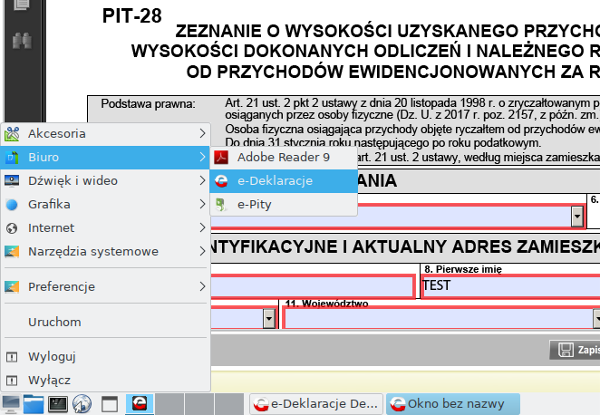 PIT-28
ZEZNANIE O WYSOKOŚCI UZYSKANEGO
WYSOKOŚCI DOKONANYCH ODLICZEŃ I NALEŻNEGO
OD PRZYCHODÓW EWIDENCJONOWANYCH ZA
Podstawa prawna:
Art. 21 ust. 2 pkt 2 ustawy z dnia 20 listopada 1998 r. o zryczałtowanym
osiąganych przez osoby fizyczne (Dz. U. z 2017 r. poz. 2157, z późn. zm.
Osoba fizyczna osiągająca przychody objęte ryczałtem od przychodów
Do dnia 31 stycznia roku następującego po roku podatkowym.
art. 21 ust. 2 ustawy, według miejsca
ANIA
6.
NTYFIKACYJNE I AKTUALNY ADRES
8. Pierwsze imię
TEST
11. Województwo
Akcesoria
Biuro
Dźwięk i wideo
Grafika
Internet
Narzędzia systemowe
Preferencje
Uruchom
Wyloguj
Wyłącz
Adobe Reader 9
e-Deklaracje
e-Pity
Zapis
e-Deklaracje De...
Okno bez nazwy